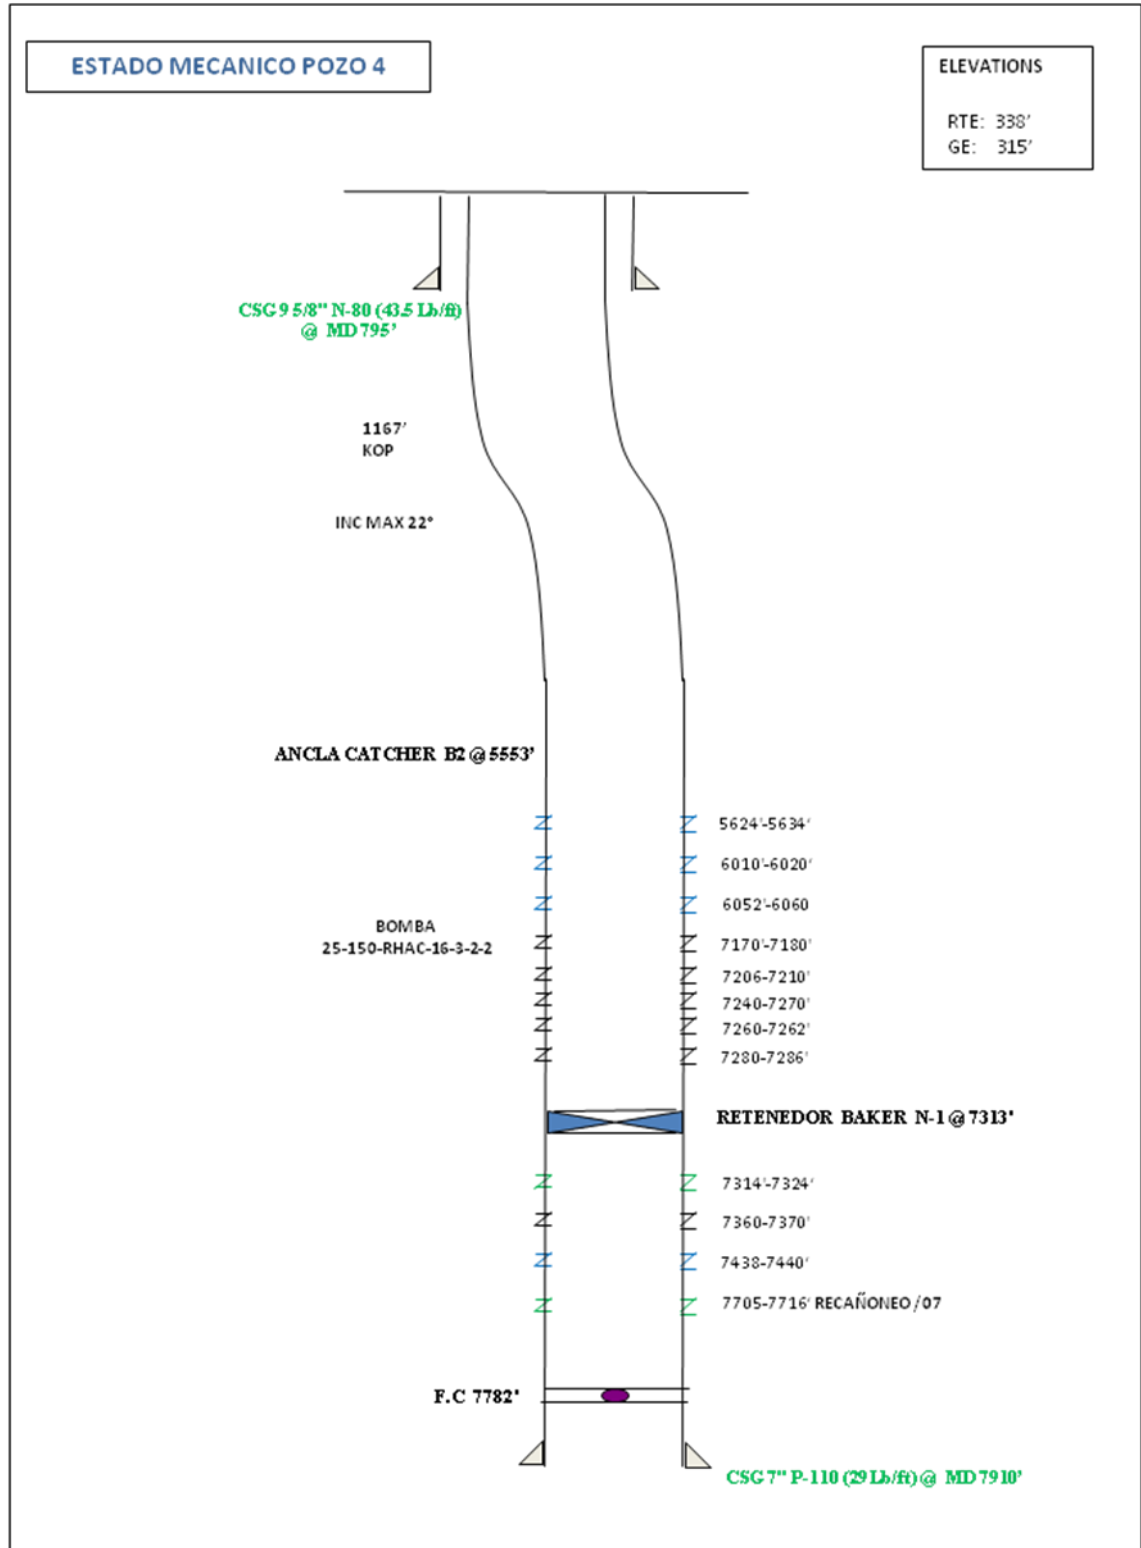 ESTADO MECANICO POZO 4
ELEVATIONS
RTE: 338'
GE: 315'
CSG 9 5/8" N-80 (43.5 Lb/ft)
@ MD 795'
1167'
KOP
INC MAX 22°
ANCLA CATCHER B2 @ 5553'
5624'-5634'
6010'-6020'
6052'-6060
BOMBA
25-150-RHAC-16-3-2-2
7170'-7180'
7206-7210'
7240-7270'
7260-7262'
7280-7286'
RETENEDOR BAKER N-1 @ 7313'
7314'-7324'
7360-7370'
7438-7440'
7705-7716' RECAÑONEO /07
F.C 7782'
CSG 7" P-110 (29 Lb/ft) @ MD 7910'